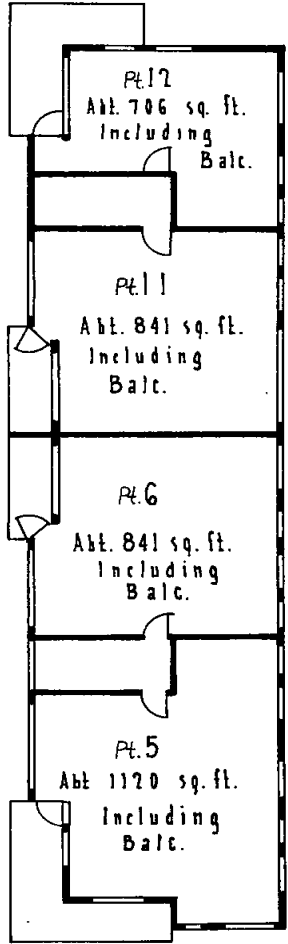 Pt.12
Abt. 706 sq. ft.
Including
Balc.
Pt.11
Abt. 841 sq. ft.
Including
Balc.
Pt.6
Abt. 841 sq. ft.
Including
Balc.
Pt.5
Abt 1120 sq. ft.
Including
Balc.